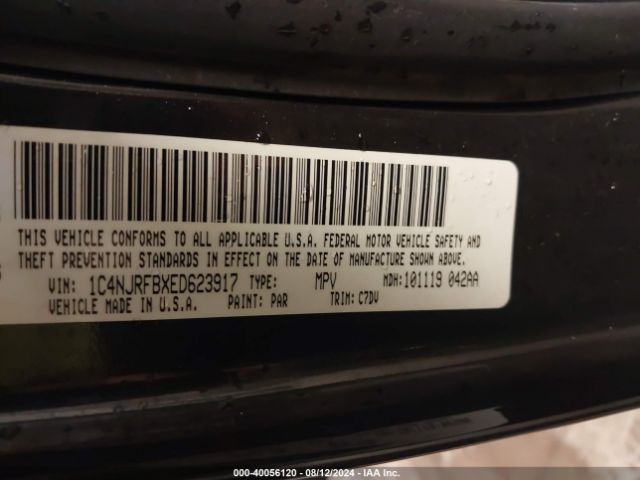 THIS VEHICLE CONFORMS TO ALL APPLICABLE U.S.A. FEDERAL MOTOR VEHICLE SAFETY AND
THEFT PREVENTION STANDARDS IN EFFECT ON THE DATE OF MANUFACTURE SHOWN ABOVE.
VIN: 1C4NJRFBXED623917 TYPE: MPV MDH: 101119 042AA
VEHICLE MADE IN U.S.A. PAINT: PAR TRIM: C7DV
000-40056120 - 08/12/2024 - IAA Inc.